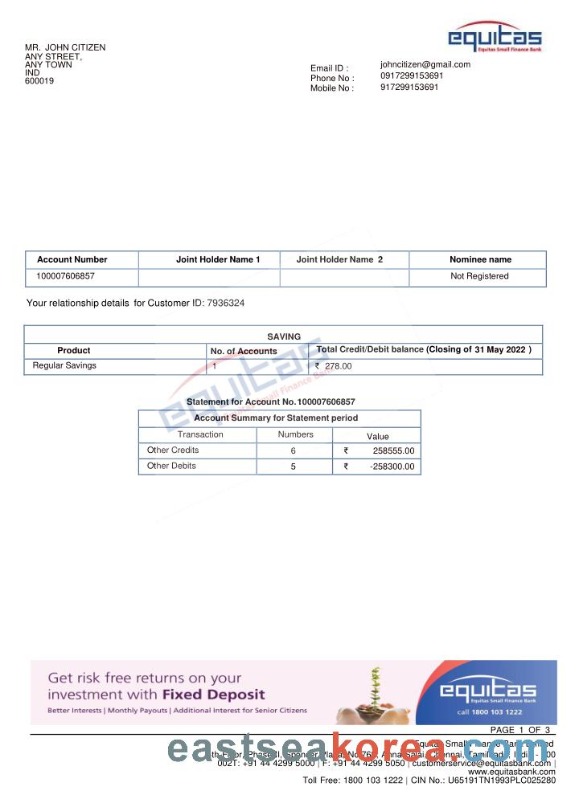 equitas
Equitas Small Finance Bank
MR. JOHN CITIZEN
ANY STREET,
ANY TOWN
IND
600019
Email ID : johncitizen@gmail.com
Phone No : 0917299153691
Mobile No : 917299153691
Account Number Joint Holder Name 1 Joint Holder Name 2 Nominee name
100007606857 Not Registered
Your relationship details for Customer ID: 7936324
SAVING
Product No. of Accounts Total Credit/Debit balance (Closing of 31 May 2022 )
Regular Savings 1 ₹ 278.00
equitas
Equitas Small Finance Bank
Statement for Account No.100007606857
Account Summary for Statement period
Transaction Numbers Value
Other Credits 6 ₹ 258555.00
Other Debits 5 ₹ -258300.00
Get risk free returns on your
investment with Fixed Deposit
Better Interests | Monthly Payouts | Additional Interest for Senior Citizens
equitas
Equitas Small Finance Bank
call 1800 103 1222
PAGE 1 OF 3
eastseakorea.com
Equitas Small Finance Bank Limited
Phase II, Spencer Plaza, No.769, Anna Salai, Chennai,
002T: +91 44 4299 5000 | F: +91 44 4299 5050 | customerservice@equitasbank.com |
www.equitasbank.com
Toll Free: 1800 103 1222 | CIN No.: U65191TN1993PLC025280